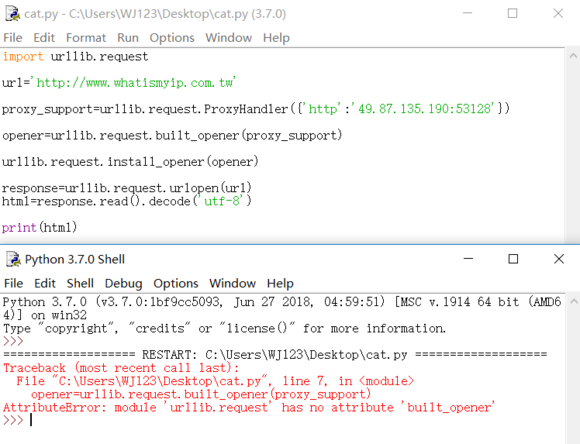 cat.py - C:\Users\WJ123\Desktop\cat.py (3.7.0)
File Edit Format Run Options Window Help
import urllib.request
url='http://www.whatismyip.com.tw'
proxy_support=urllib.request.ProxyHandler({'http':'49.87.135.190:53128'})
opener=urllib.request.built_opener(proxy_support)
urllib.request.install_opener(opener)
response=urllib.request.urlopen(url)
html=response.read().decode('utf-8')
print(html)
Python 3.7.0 Shell
File Edit Shell Debug Options Window Help
Python 3.7.0 (v3.7.0:1bf9cc5093, Jun 27 2018, 04:59:51) [MSC v.1914 64 bit (AMD6
4)] on win32
Type "copyright", "credits" or "license()" for more information.
>>>
=================== RESTART: C:\Users\WJ123\Desktop\cat.py ===================
Traceback (most recent call last):
  File "C:\Users\WJ123\Desktop\cat.py", line 7, in <module>
    opener=urllib.request.built_opener(proxy_support)
AttributeError: module 'urllib.request' has no attribute 'built_opener'
>>>